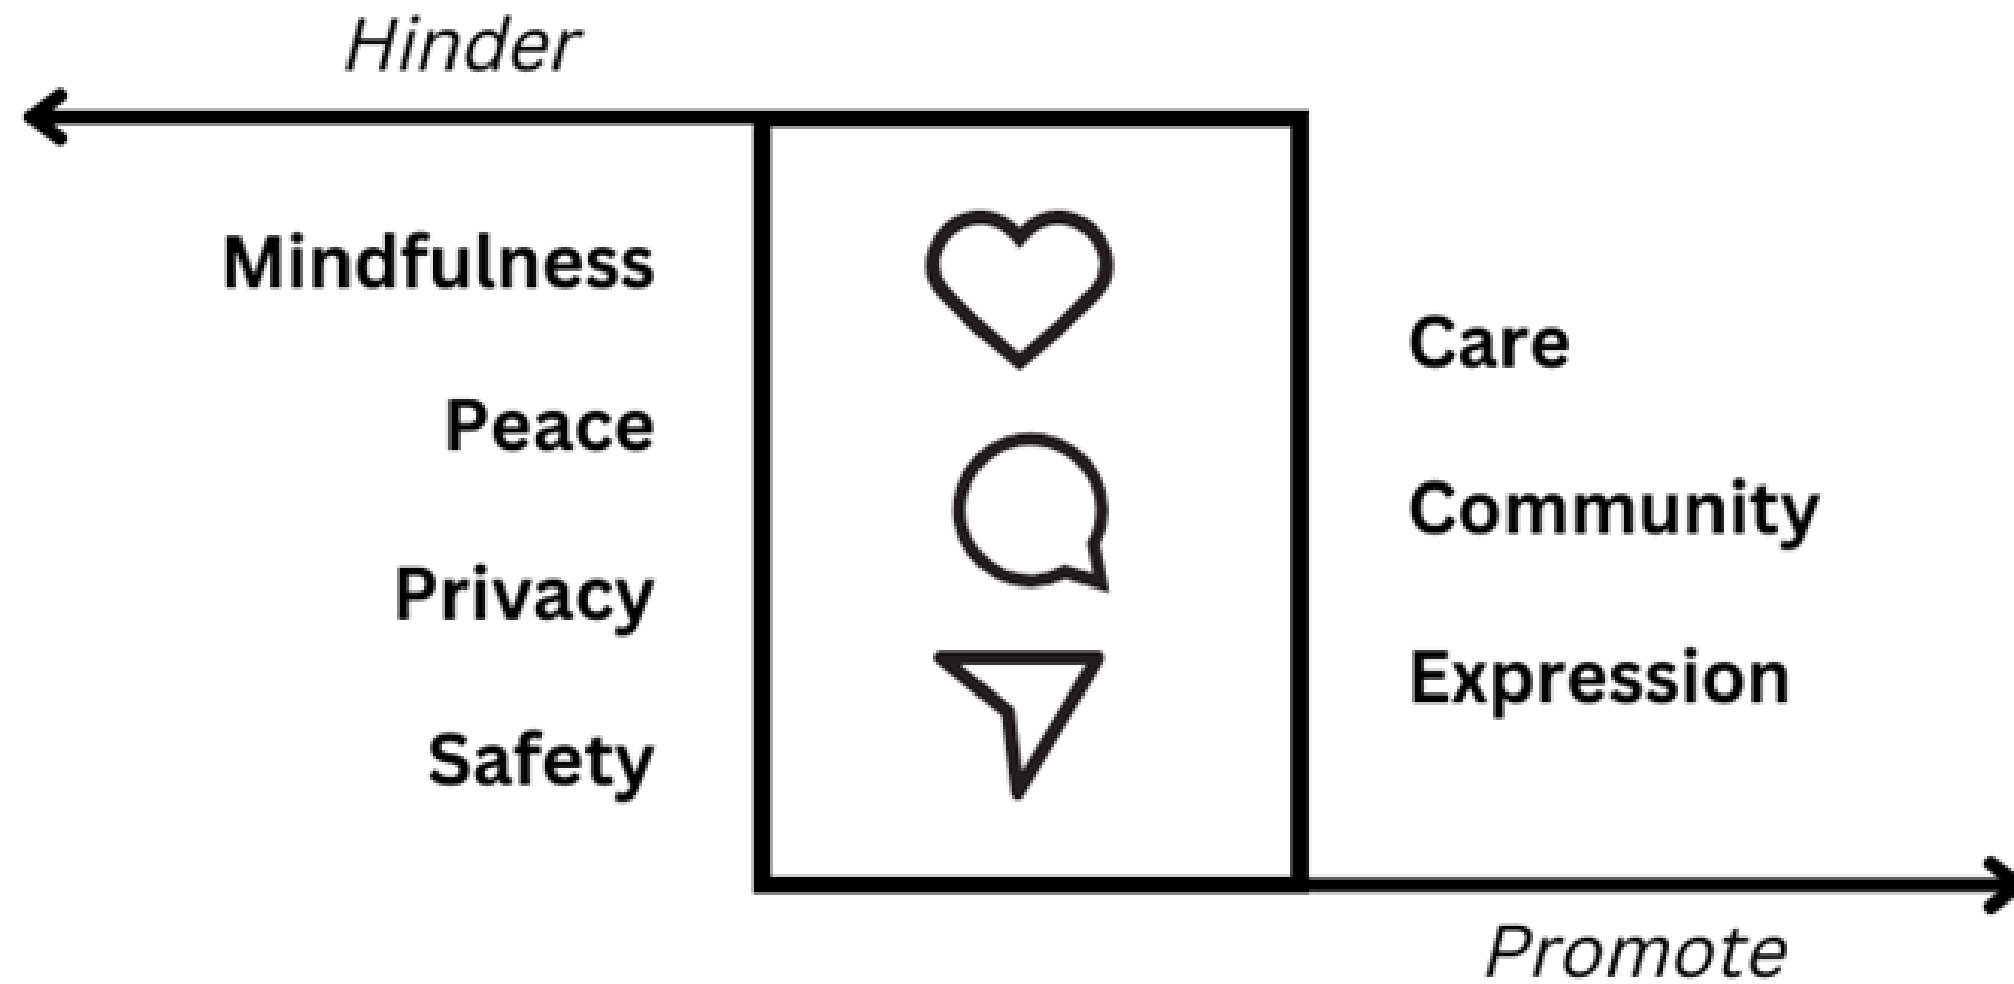 Hinder
Mindfulness
Peace
Privacy
Safety
Care
Community
Expression
Promote